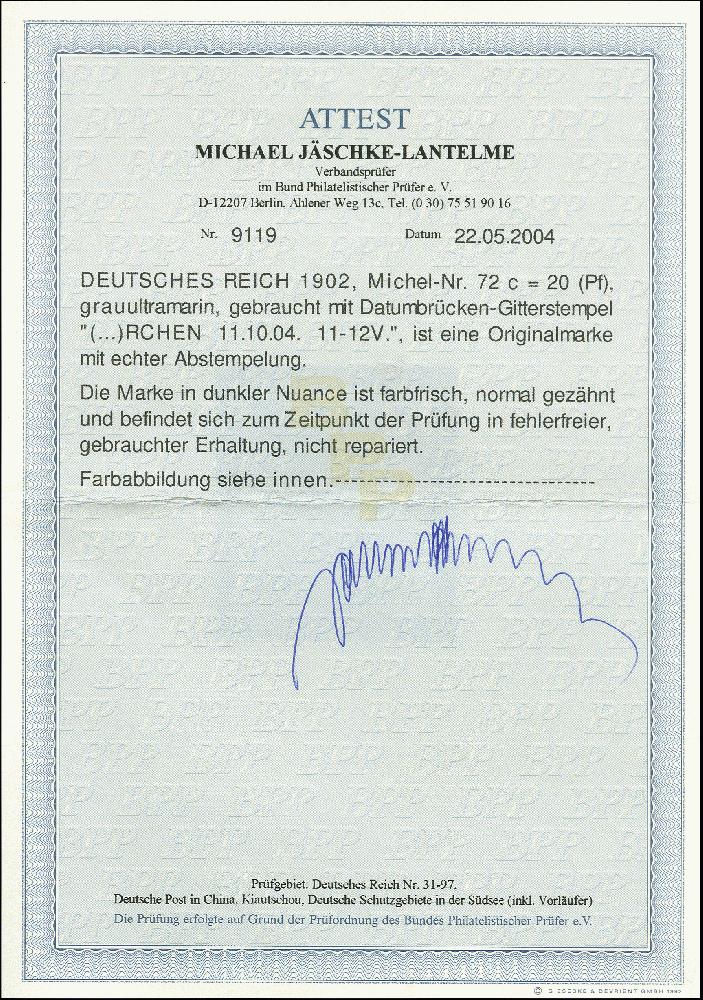 ATTEST
MICHAEL JÄSCHKE-LANTELME
Verbandsprüfer
im Bund Philatelistischer Prüfer e. V.
D-12207 Berlin, Ahlener Weg 13c, Tel. (0 30) 75 51 90 16
Nr. 9119 Datum 22.05.2004
DEUTSCHES REICH 1902, Michel-Nr. 72 c = 20 (Pf),
grauultramarin, gebraucht mit Datumbrücken-Gitterstempel
"(...)RCHEN 11.10.04. 11-12V.", ist eine Originalmarke
mit echter Abstempelung.
Die Marke in dunkler Nuance ist farbfrisch, normal gezähnt
und befindet sich zum Zeitpunkt der Prüfung in fehlerfreier,
gebrauchter Erhaltung, nicht repariert.
Farbabbildung siehe innen.------------------------------
Prüfgebiet: Deutsches Reich Nr. 31-97.
Deutsche Post in China, Kiautschou, Deutsche Schutzgebiete in der Südsee (inkl. Vorläufer)
Die Prüfung erfolgte auf Grund der Prüfordnung des Bundes Philatelistischer Prüfer e.V.
© GIESECKE & DEVRIENT GMBH 1992